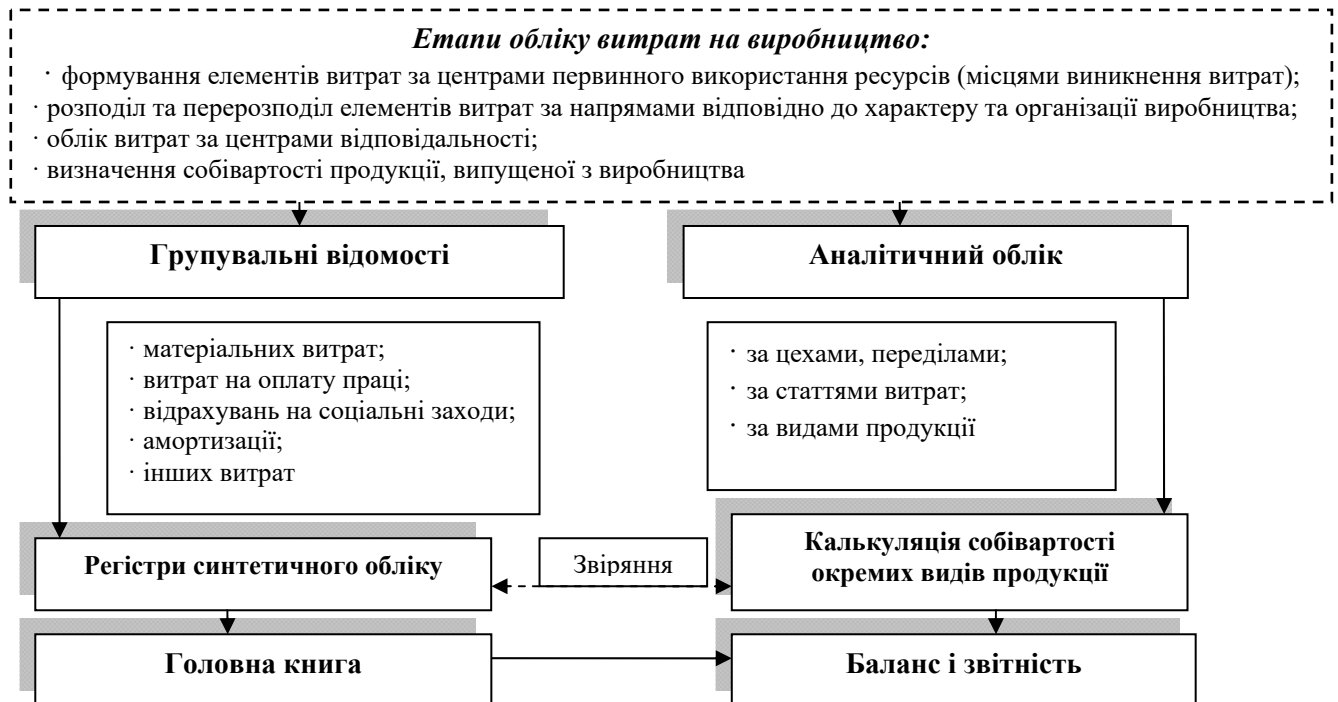 Етапи обліку витрат на виробництво:
· формування елементів витрат за центрами первинного використання ресурсів (місцями виникнення витрат);
· розподіл та перерозподіл елементів витрат за напрямами відповідно до характеру та організації виробництва;
· облік витрат за центрами відповідальності;
· визначення собівартості продукції, випущеної з виробництва
Групувальні відомості
Аналітичний облік
· матеріальних витрат;
· витрат на оплату праці;
· відрахувань на соціальні заходи;
· амортизації;
· інших витрат
· за цехами, переділами;
· за статтями витрат;
· за видами продукції
Регістри синтетичного обліку
Звіряння
Калькуляція собівартості
окремих видів продукції
Головна книга
Баланс і звітність